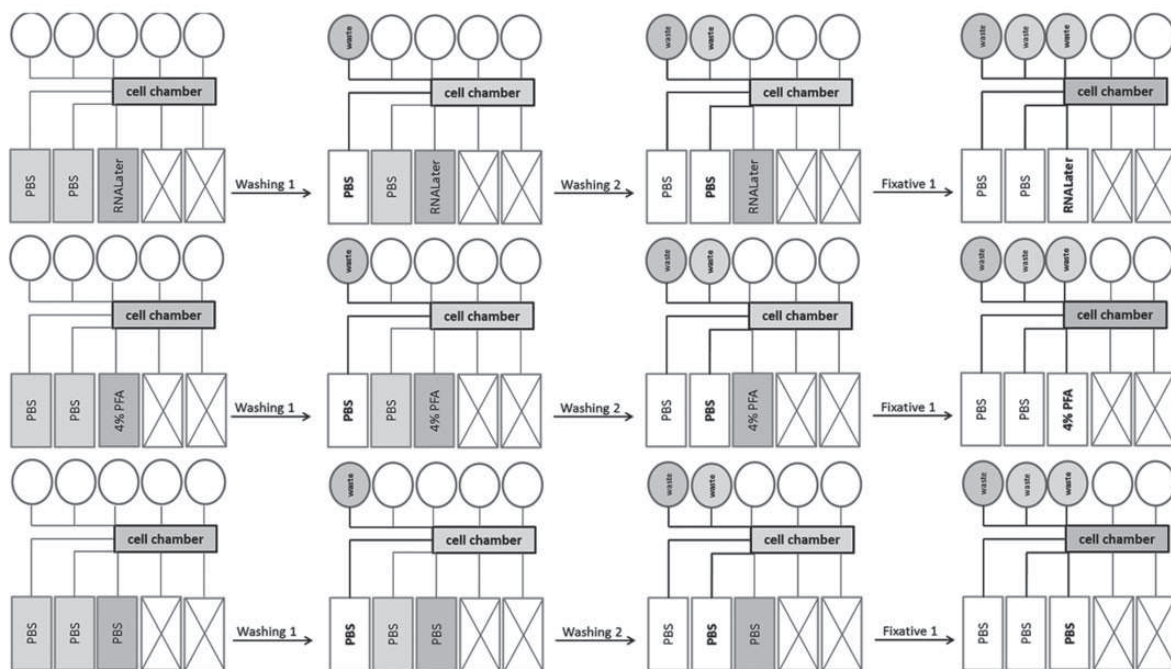 waste
waste waste
waste waste waste
cell chamber
cell chamber
cell chamber
cell chamber
PBS PBS RNALater
Washing 1
PBS PBS RNALater
Washing 2
PBS PBS RNALater
Fixative 1
PBS PBS RNALater
waste
waste waste
waste waste waste
cell chamber
cell chamber
cell chamber
cell chamber
PBS PBS 4% PFA
Washing 1
PBS PBS 4% PFA
Washing 2
PBS PBS 4% PFA
Fixative 1
PBS PBS 4% PFA
waste
waste waste
waste waste waste
cell chamber
cell chamber
cell chamber
cell chamber
PBS PBS PBS
Washing 1
PBS PBS PBS
Washing 2
PBS PBS PBS
Fixative 1
PBS PBS PBS